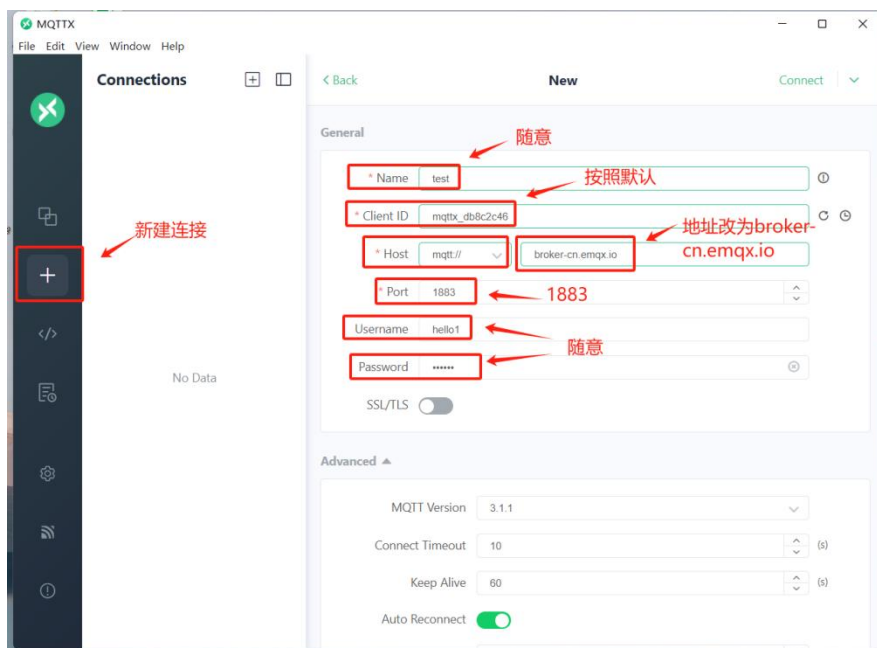 MQTTX
File Edit View Window Help
Connections
< Back
New
Connect
General
随意
* Name test
按照默认
* Client ID mqttx_db8c2c46
新建连接
地址改为broker-
cn.emqx.io
* Host mqtt:// broker-cn.emqx.io
* Port 1883
1883
Username hello1
随意
Password ••••••
No Data
SSL/TLS
Advanced
MQTT Version 3.1.1
Connect Timeout 10 (s)
Keep Alive 60 (s)
Auto Reconnect